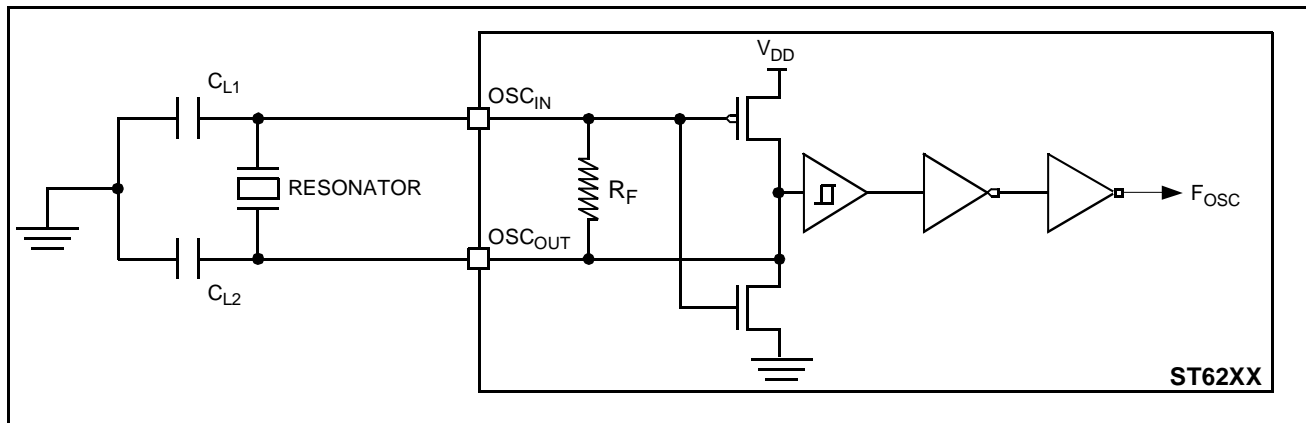 V_DD
C_L1
OSC_IN
RESONATOR
R_F
F_OSC
OSC_OUT
C_L2
ST62XX